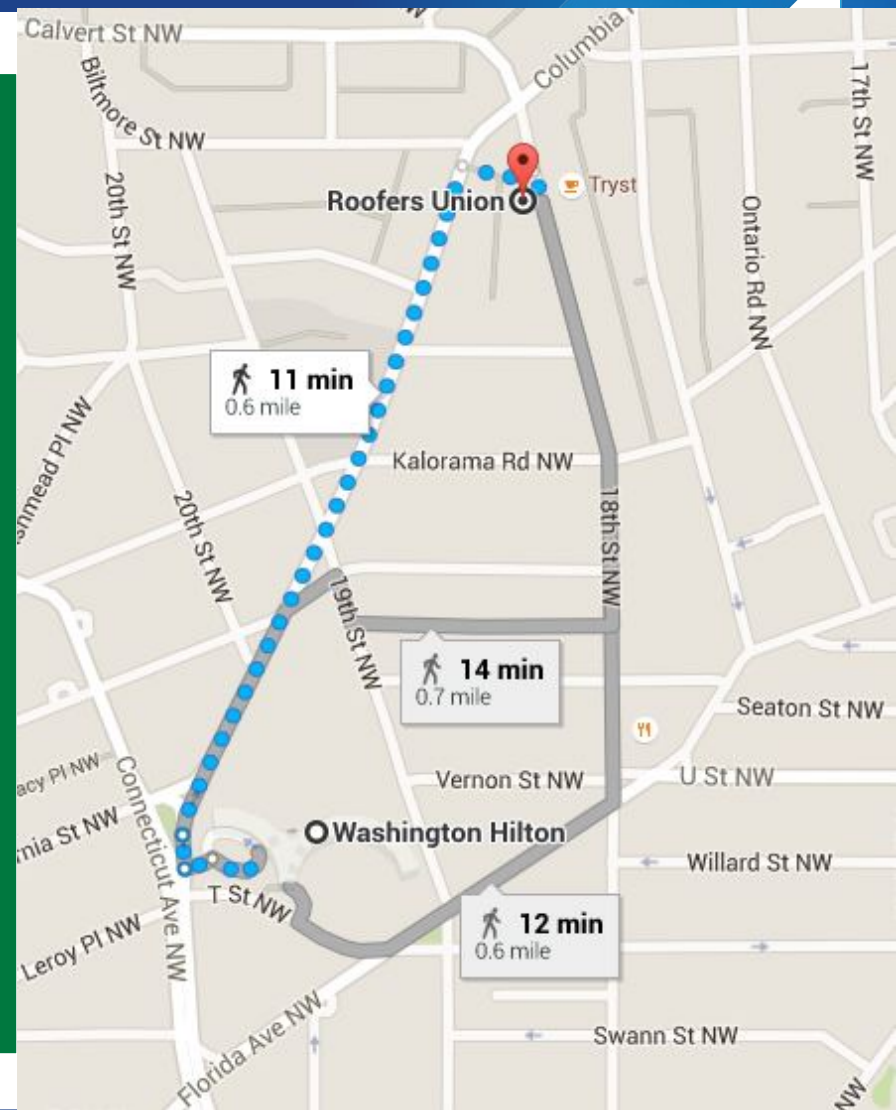 Calvert St NW
Columbia
Biltmore St NW
17th St NW
Tryst
Roofers Union
20th St NW
Ontario Rd NW
11 min
0.6 mile
Kalorama Rd NW
20th St NW
18th St NW
19th St NW
14 min
0.7 mile
Seaton St NW
Connecticut Ave NW
Vernon St NW
U St NW
Washington Hilton
Willard St NW
T St NW
12 min
0.6 mile
Leroy Pl NW
Florida Ave NW
Swann St NW
NW